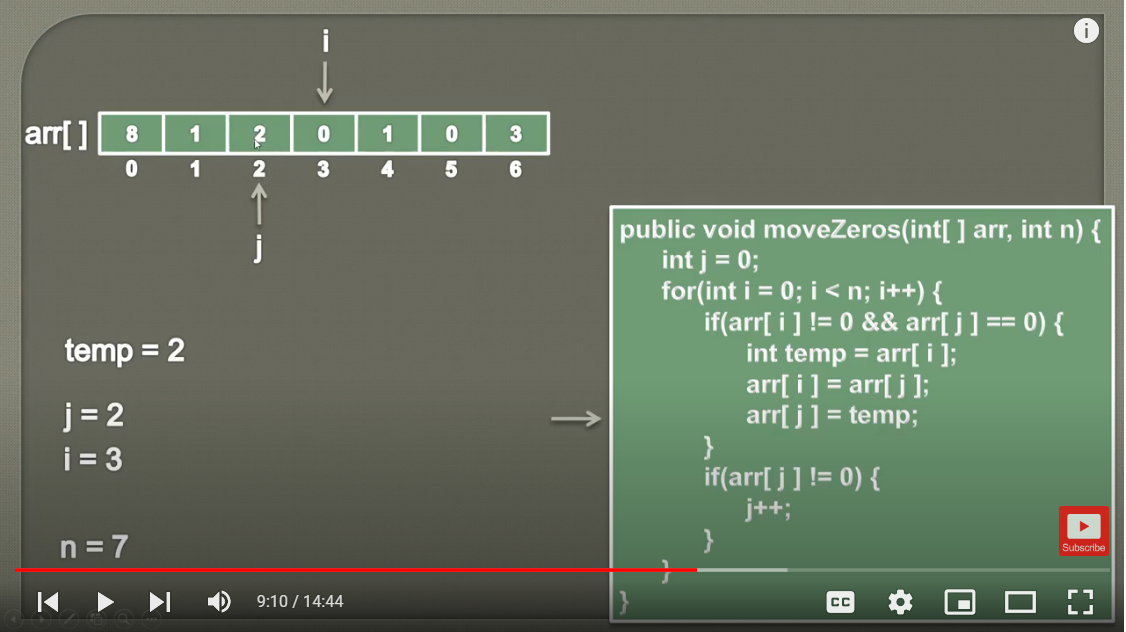 i
arr[ ] 8 1 2 0 1 0 3
0 1 2 3 4 5 6
j
temp = 2
j = 2
i = 3
n = 7
public void moveZeros(int[ ] arr, int n) {
int j = 0;
for(int i = 0; i < n; i++) {
if(arr[ i ] != 0 && arr[ j ] == 0) {
int temp = arr[ i ];
arr[ i ] = arr[ j ];
arr[ j ] = temp;
}
if(arr[ j ] != 0) {
j++;
}
}
}
Subscribe
9:10 / 14:44
CC
i